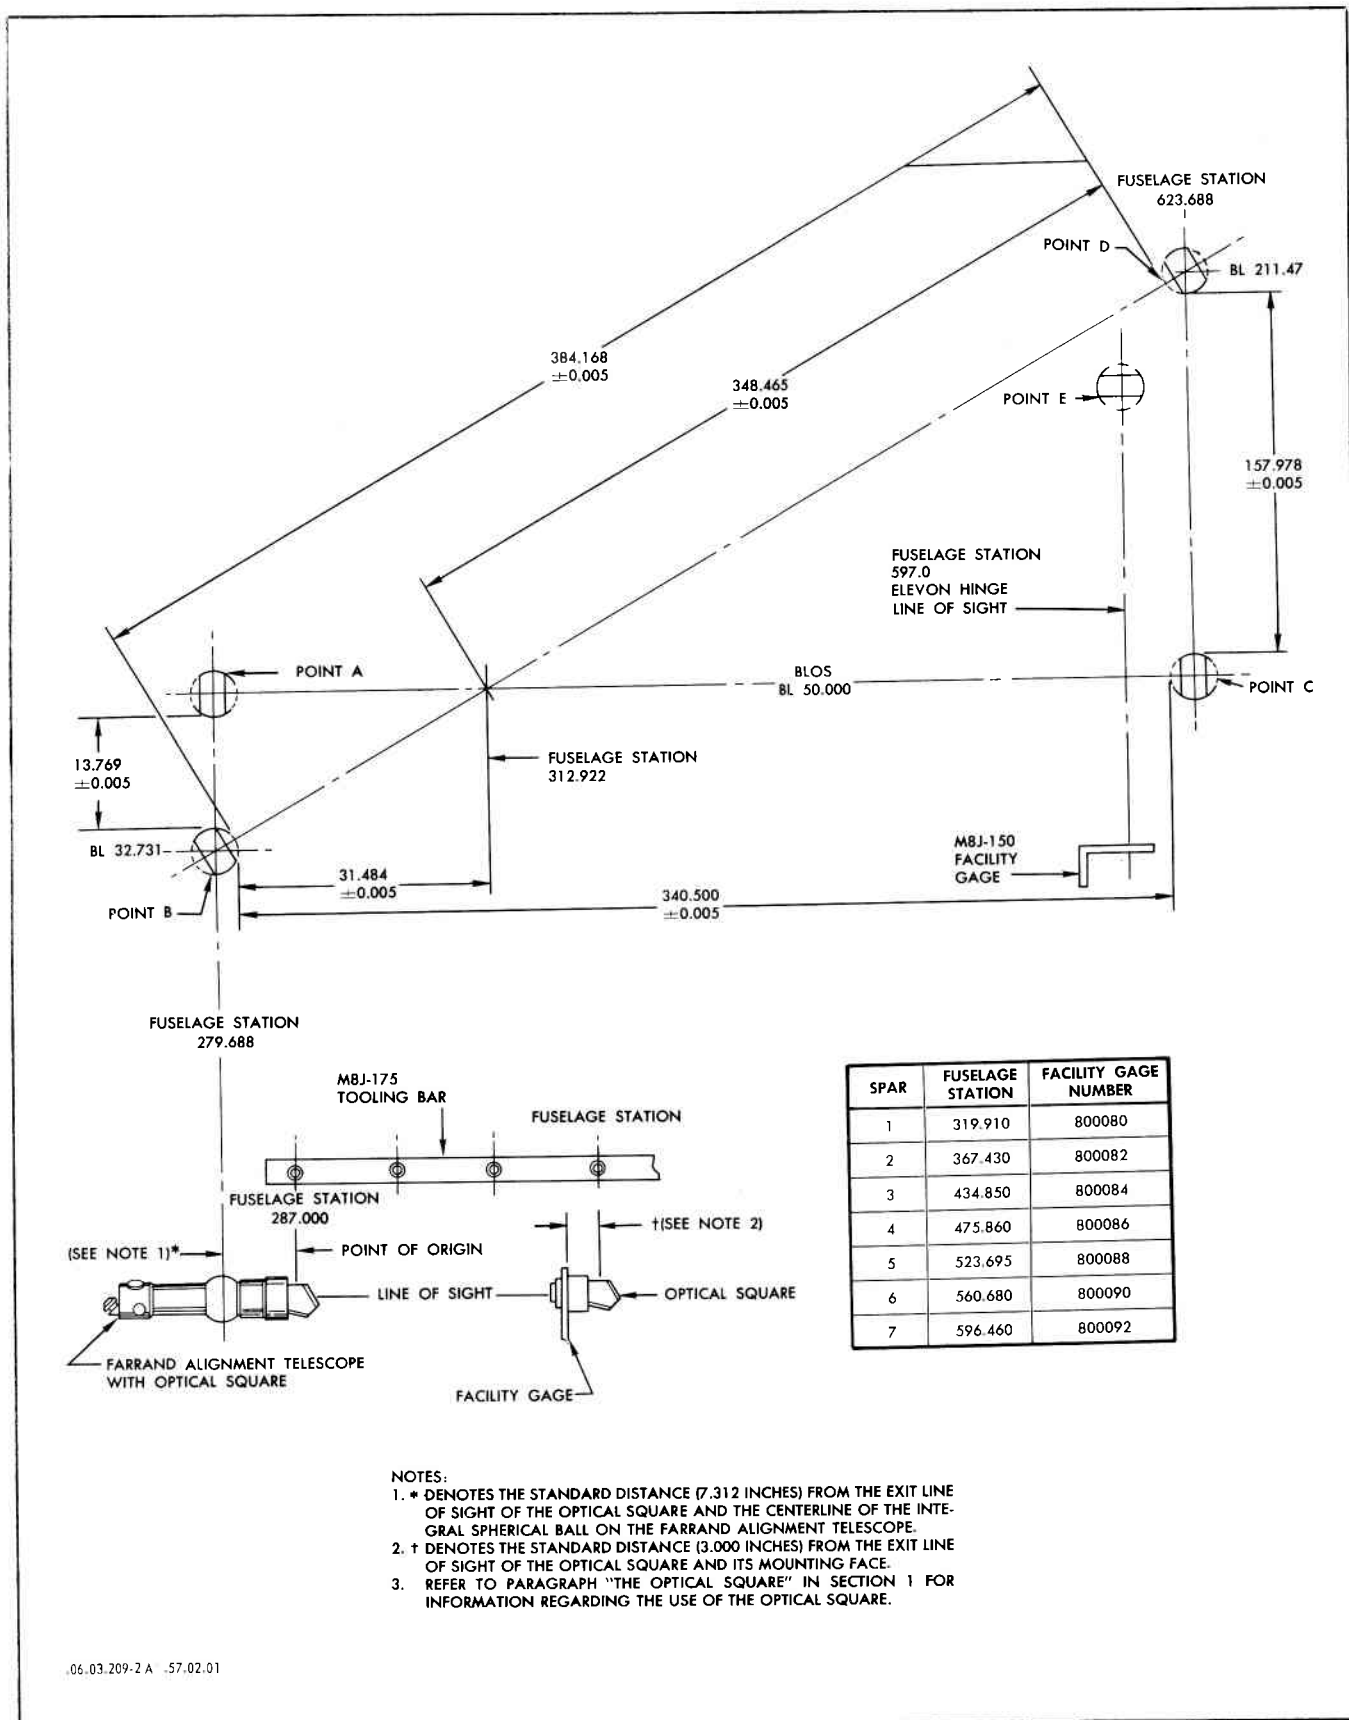 FUSELAGE STATION
623.688
POINT D
BL 211.47
384.168
±0.005
348.465
±0.005
POINT E
157.978
±0.005
FUSELAGE STATION
597.0
ELEVON HINGE
LINE OF SIGHT
POINT A
BLOS
BL 50.000
POINT C
13.769
±0.005
FUSELAGE STATION
312.922
BL 32.731
M8J-150
FACILITY
GAGE
31.484
±0.005
340.500
±0.005
POINT B
FUSELAGE STATION
279.688
M8J-175
TOOLING BAR
FUSELAGE STATION
FUSELAGE STATION
287.000
†(SEE NOTE 2)
(SEE NOTE 1)*
POINT OF ORIGIN
LINE OF SIGHT
OPTICAL SQUARE
FARRAND ALIGNMENT TELESCOPE
WITH OPTICAL SQUARE
FACILITY GAGE
SPAR FUSELAGE STATION FACILITY GAGE NUMBER
1 319.910 800080
2 367.430 800082
3 434.850 800084
4 475.860 800086
5 523.695 800088
6 560.680 800090
7 596.460 800092
NOTES:
1. * DENOTES THE STANDARD DISTANCE (7.312 INCHES) FROM THE EXIT LINE
OF SIGHT OF THE OPTICAL SQUARE AND THE CENTERLINE OF THE INTE-
GRAL SPHERICAL BALL ON THE FARRAND ALIGNMENT TELESCOPE.
2. † DENOTES THE STANDARD DISTANCE (3.000 INCHES) FROM THE EXIT LINE
OF SIGHT OF THE OPTICAL SQUARE AND ITS MOUNTING FACE.
3. REFER TO PARAGRAPH "THE OPTICAL SQUARE" IN SECTION 1 FOR
INFORMATION REGARDING THE USE OF THE OPTICAL SQUARE.
.06.03.209-2 A .57.02.01